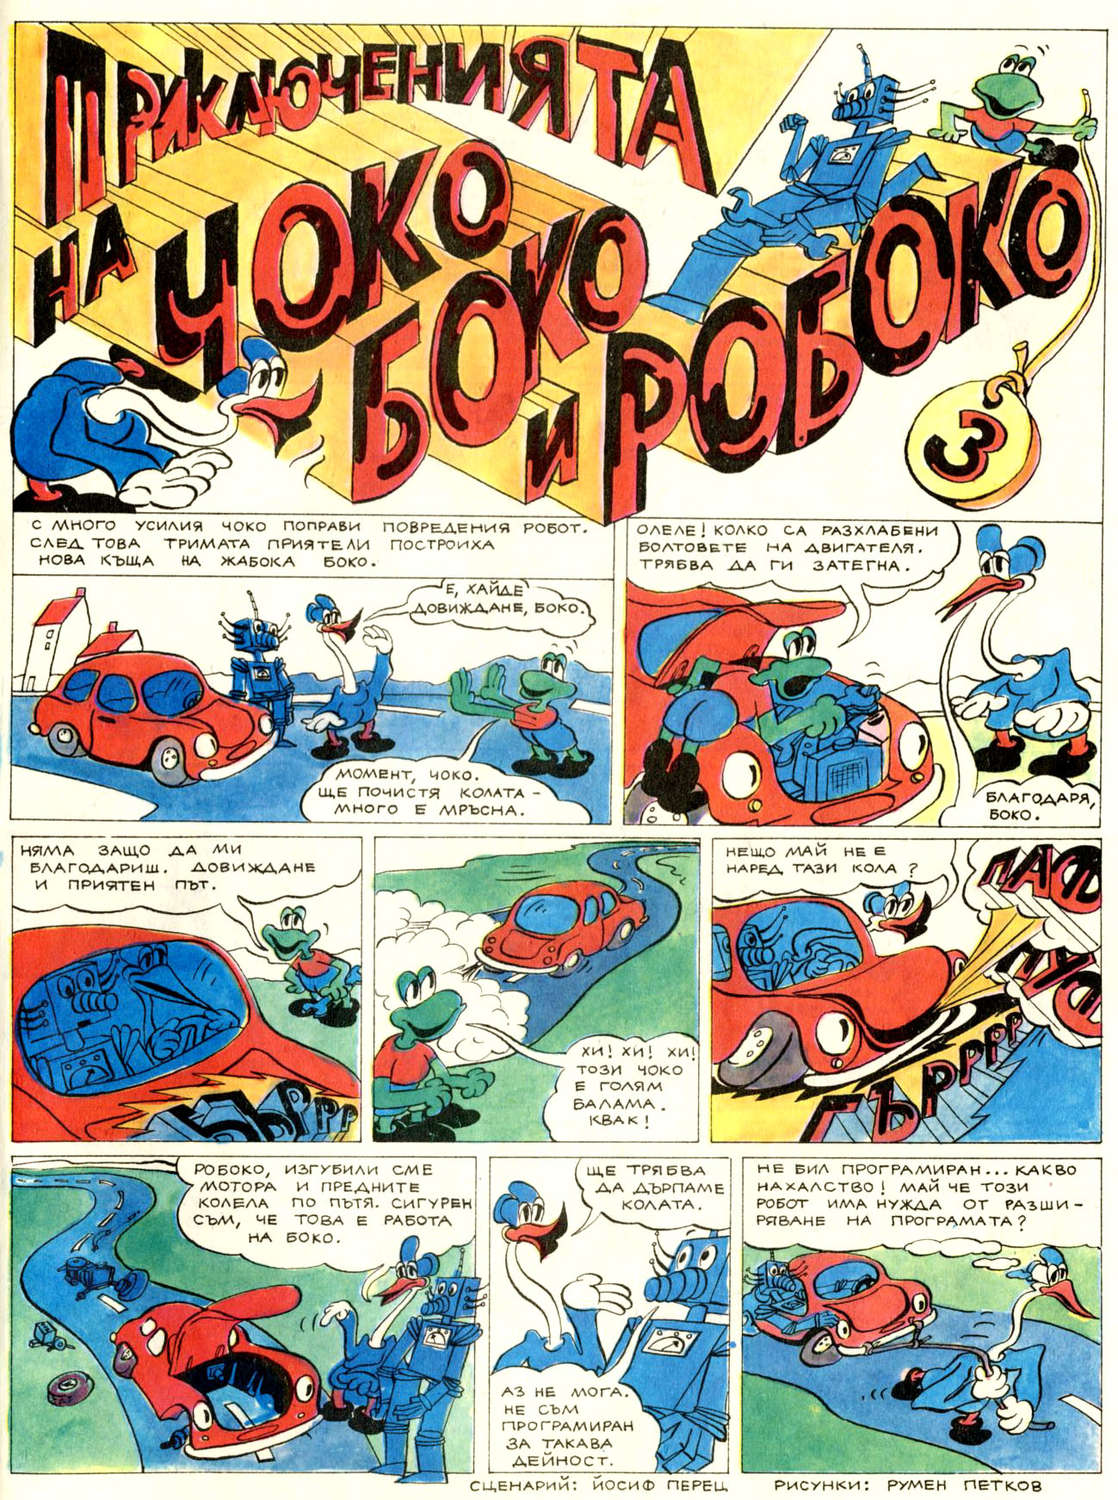 ПРИКЛЮЧЕНИЯТА
НА ЧОКО
БОКО
И РОБОКО
3
С МНОГО УСИЛИЯ ЧОКО ПОПРАВИ ПОВРЕДЕНИЯ РОБОТ.
СЛЕД ТОВА ТРИМАТА ПРИЯТЕЛИ ПОСТРОИХА
НОВА КЪЩА НА ЖАБОКА БОКО.
Е, ХАЙДЕ
ДОВИЖДАНЕ, БОКО.
МОМЕНТ, ЧОКО.
ЩЕ ПОЧИСТЯ КОЛАТА -
МНОГО Е МРЪСНА.
ОЛЕЛЕ! КОЛКО СА РАЗХЛАБЕНИ
БОЛТОВЕТЕ НА ДВИГАТЕЛЯ.
ТРЯБВА ДА ГИ ЗАТЕГНА.
БЛАГОДАРЯ,
БОКО.
НЯМА ЗАЩО ДА МИ
БЛАГОДАРИШ. ДОВИЖДАНЕ
И ПРИЯТЕН ПЪТ.
ЪРРРР
ХИ! ХИ! ХИ!
ТОЗИ ЧОКО
Е ГОЛЯМ
БАЛАМА.
КВАК!
НЕЩО МАЙ НЕ Е
НАРЕД ТАЗИ КОЛА?
ПАФ
ПУФ
ГЪРРРРР
РОБОКО, ИЗГУБИЛИ СМЕ
МОТОРА И ПРЕДНИТЕ
КОЛЕЛА ПО ПЪТЯ. СИГУРЕН
СЪМ, ЧЕ ТОВА Е РАБОТА
НА БОКО.
ЩЕ ТРЯБВА
ДА ДЪРПАМЕ
КОЛАТА.
АЗ НЕ МОГА.
НЕ СЪМ
ПРОГРАМИРАН
ЗА ТАКАВА
ДЕЙНОСТ.
НЕ БИЛ ПРОГРАМИРАН... КАКВО
НАХАЛСТВО! МАЙ ЧЕ ТОЗИ
РОБОТ ИМА НУЖДА ОТ РАЗШИ-
РЯВАНЕ НА ПРОГРАМАТА?
СЦЕНАРИЙ: ЙОСИФ ПЕРЕЦ РИСУНКИ: РУМЕН ПЕТКОВ